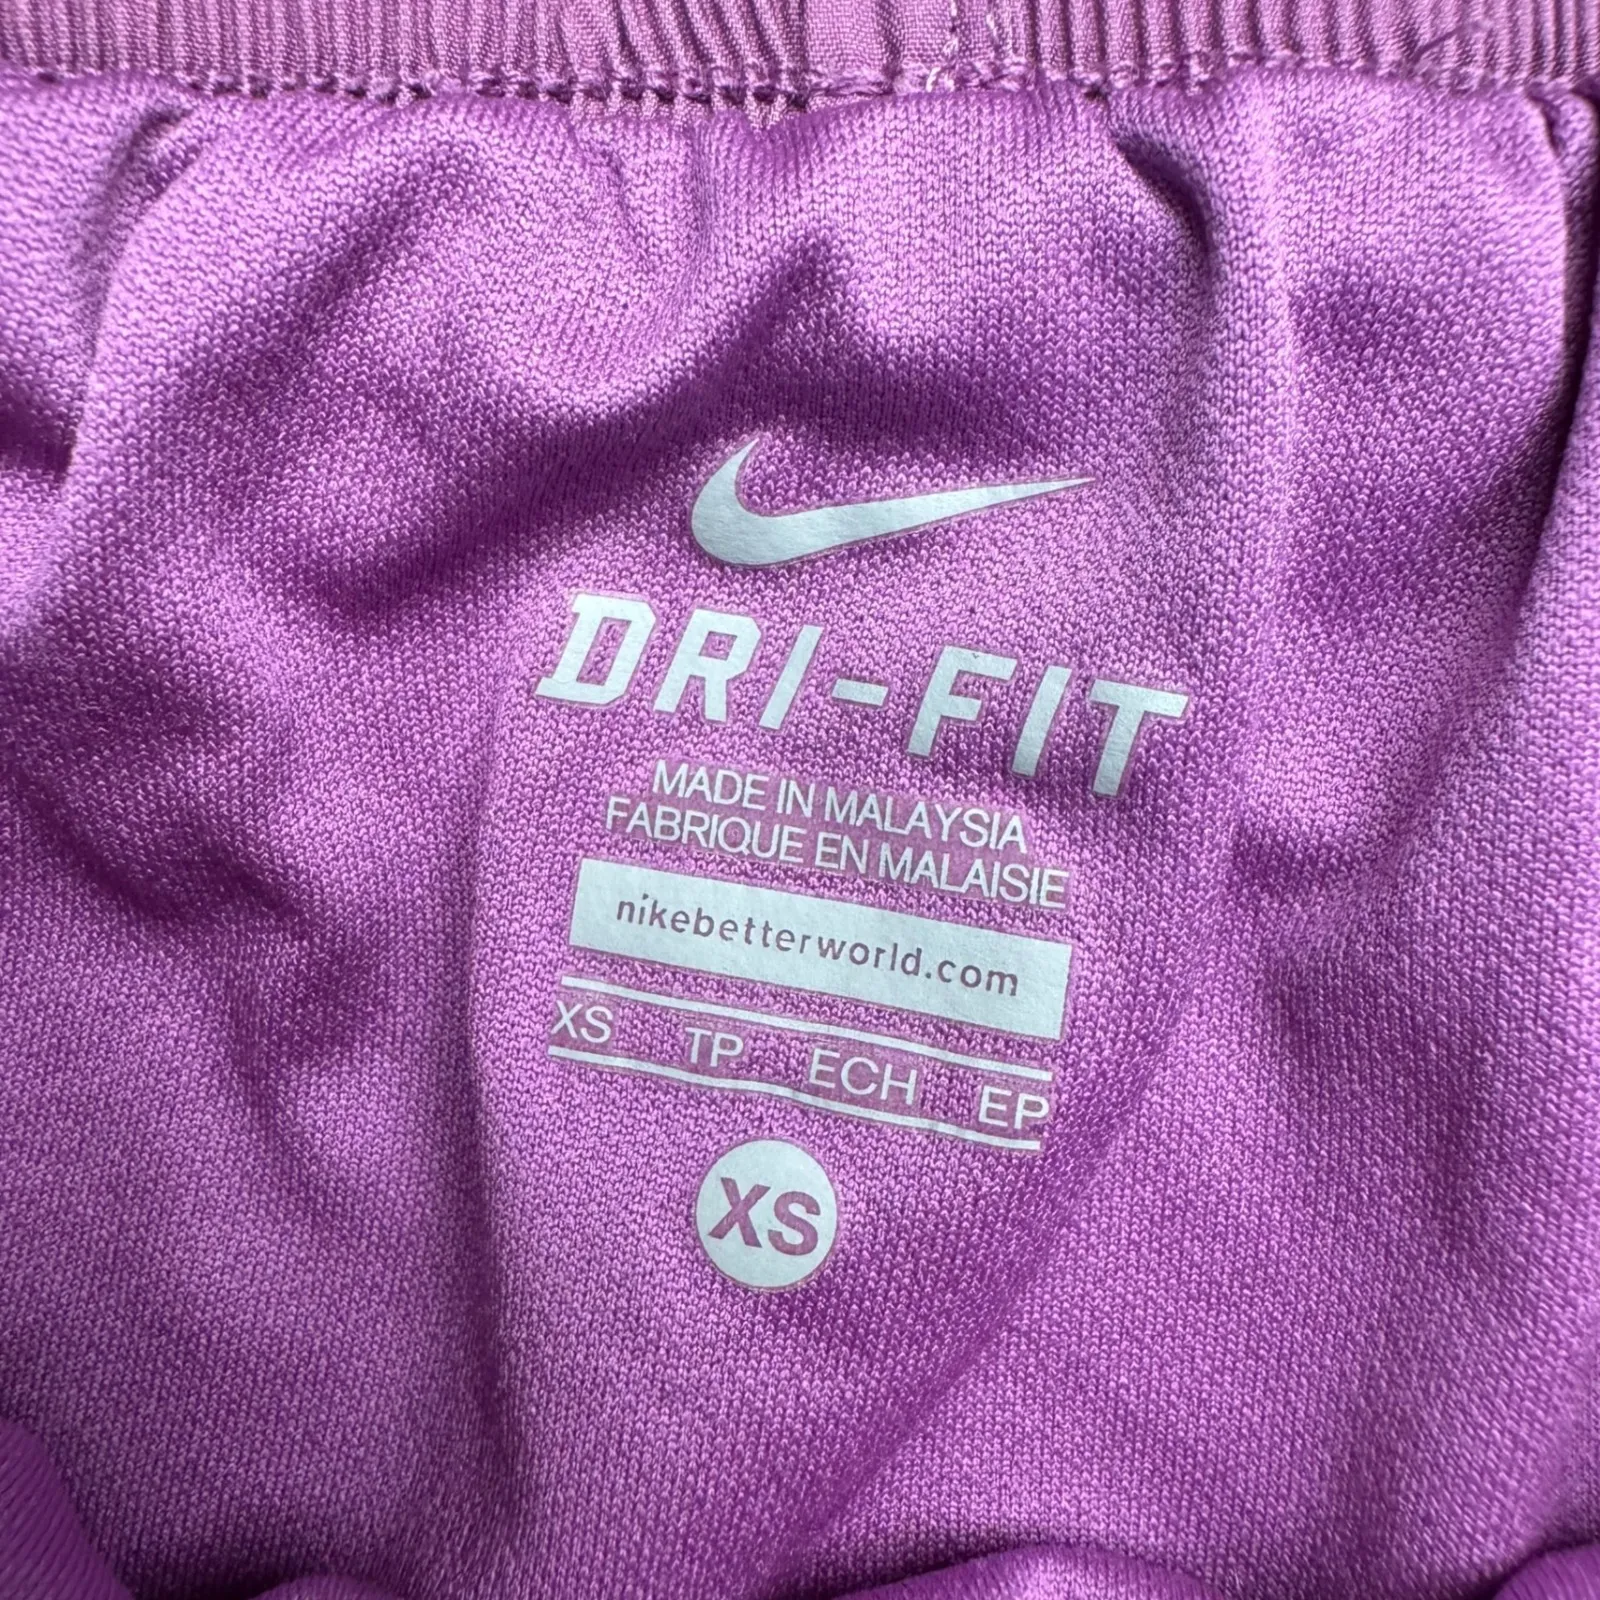 DRI-FIT
MADE IN MALAYSIA
FABRIQUE EN MALAISIE
nikebetterworld.com
XS TP ECH EP
XS